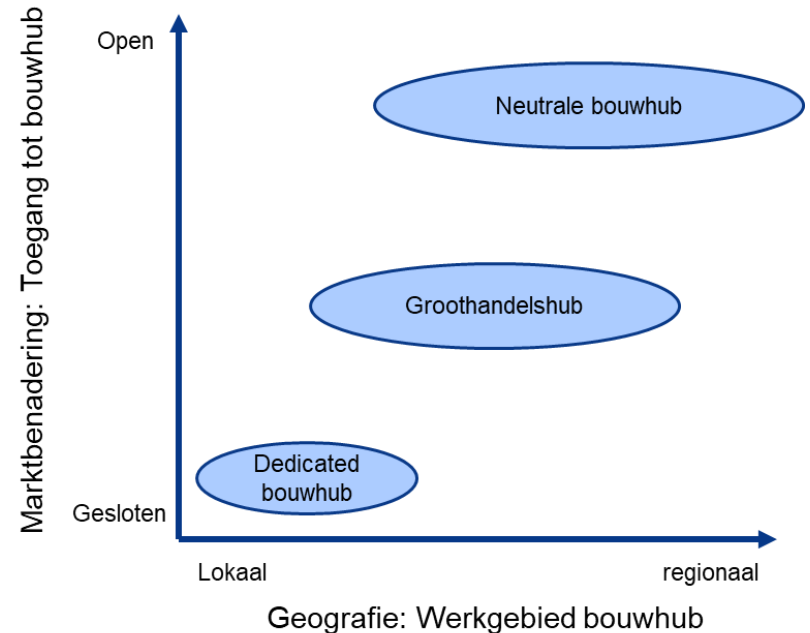 Marktbenadering: Toegang tot bouwhub
Open
Neutrale bouwhub
Groothandelshub
Dedicated
bouwhub
Gesloten
Lokaal
regionaal
Geografie: Werkgebied bouwhub